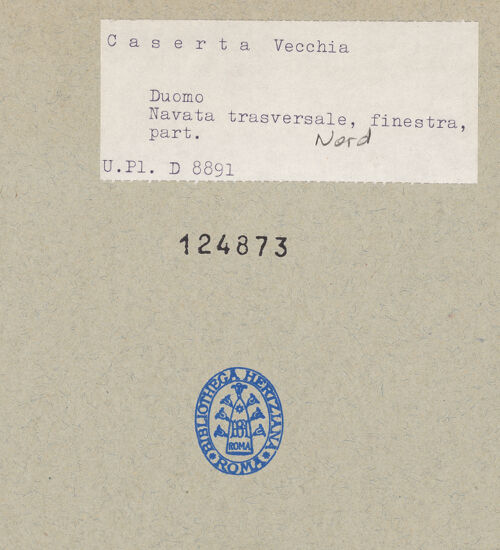 C a s e r t a Vecchia
Duomo
Navata trasversale, finestra,
part.
Nord
U.Pl. D 8891
124873
BIBLIOTHECA HERTZIANA
ROMA
* ROMA *